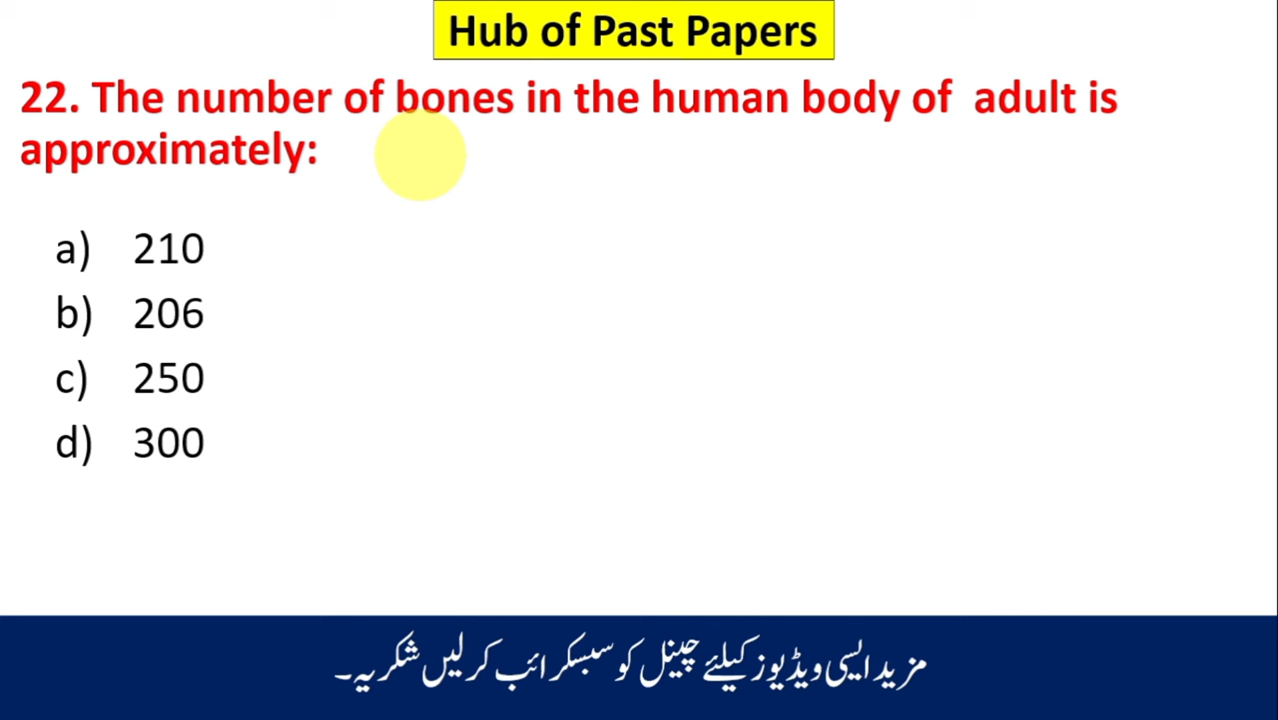 Hub of Past Papers
22. The number of bones in the human body of adult is
approximately:
a) 210
b) 206
c) 250
d) 300
مزید ایسی ویڈیوز کیلئے چینل کو سبسکرائب کر لیں شکریہ۔